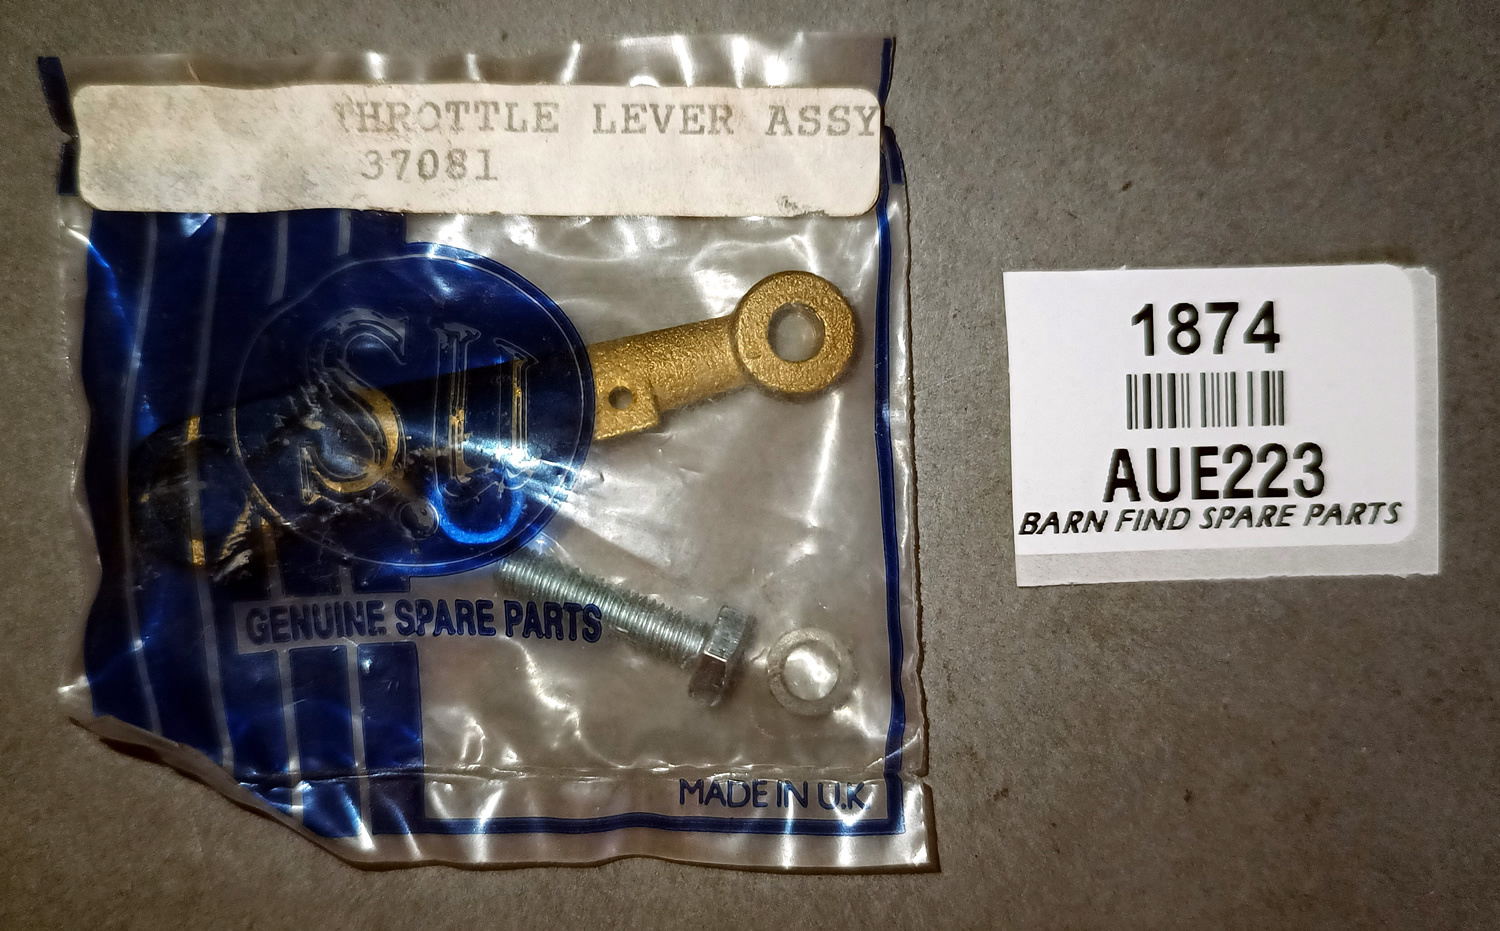 THROTTLE LEVER ASSY
37081
S.U.
GENUINE SPARE PARTS
MADE IN U.K.
1874
AUE223
BARN FIND SPARE PARTS